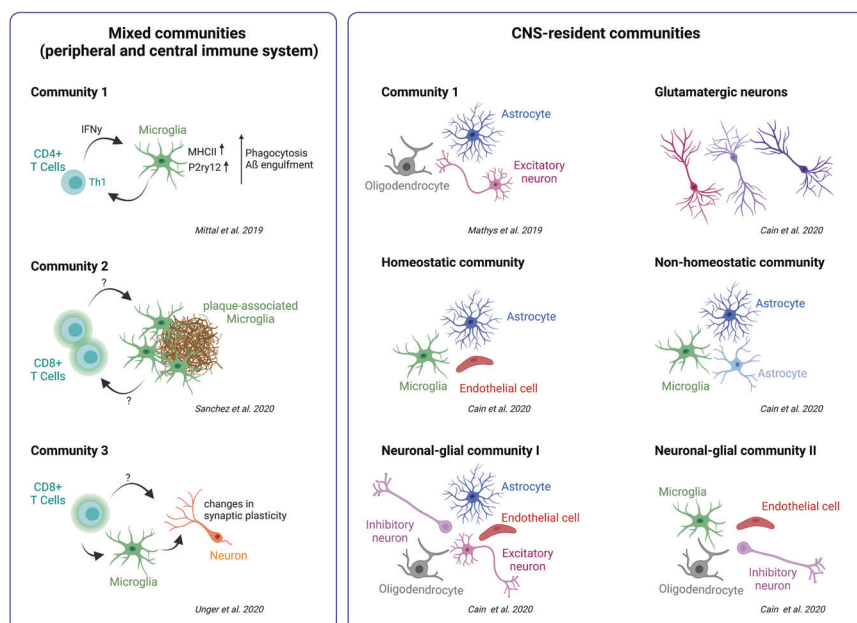 Mixed communities
(peripheral and central immune system)
Community 1
IFNγ
Microglia
CD4+
T Cells
Th1
MHCII
P2ry12
Phagocytosis
Aß engulfment
Mittal et al. 2019
Community 2
?
plaque-associated
Microglia
CD8+
T Cells
?
Sanchez et al. 2020
Community 3
CD8+
T Cells
?
changes in
synaptic plasticity
Neuron
Microglia
Unger et al. 2020
CNS-resident communities
Community 1
Astrocyte
Excitatory
neuron
Oligodendrocyte
Mathys et al. 2019
Glutamatergic neurons
Cain et al. 2020
Homeostatic community
Astrocyte
Microglia
Endothelial cell
Cain et al. 2020
Non-homeostatic community
Astrocyte
Microglia
Astrocyte
Cain et al. 2020
Neuronal-glial community I
Astrocyte
Inhibitory
neuron
Endothelial cell
Excitatory
neuron
Oligodendrocyte
Cain et al. 2020
Neuronal-glial community II
Microglia
Endothelial cell
Inhibitory
neuron
Oligodendrocyte
Cain et al. 2020